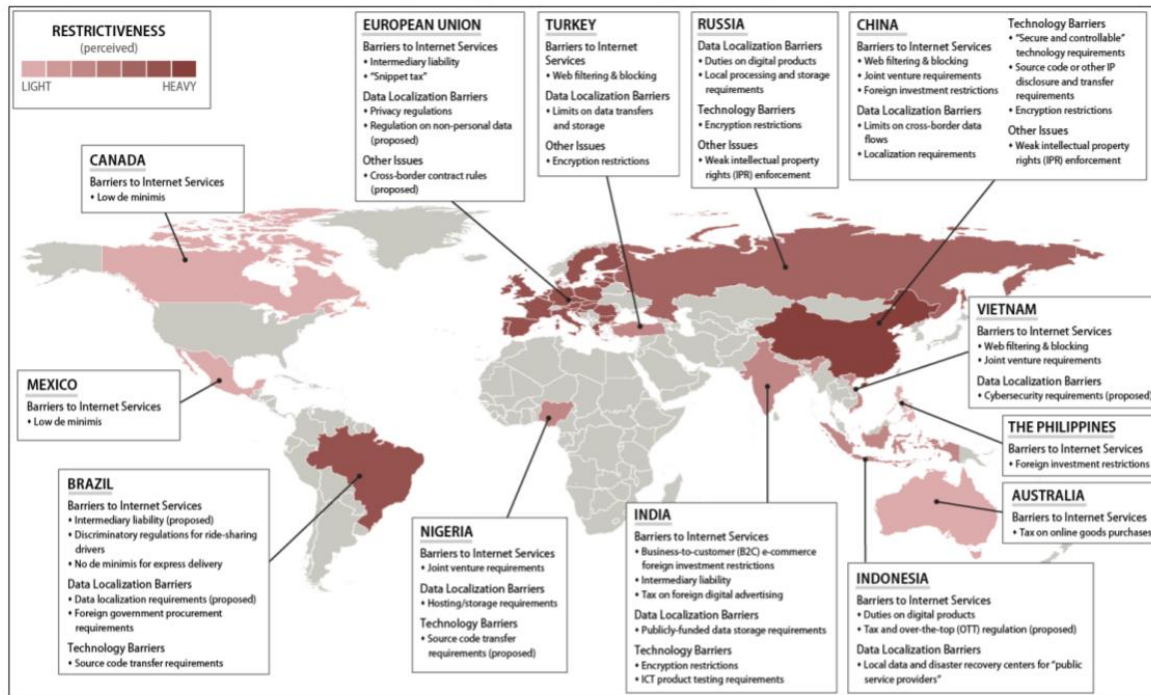 RESTRICTIVENESS
(perceived)
LIGHT HEAVY
CANADA
Barriers to Internet Services
• Low de minimis
MEXICO
Barriers to Internet Services
• Low de minimis
BRAZIL
Barriers to Internet Services
• Intermediary liability (proposed)
• Discriminatory regulations for ride-sharing
drivers
• No de minimis for express delivery
Data Localization Barriers
• Data localization requirements (proposed)
• Foreign government procurement
requirements
Technology Barriers
• Source code transfer requirements
EUROPEAN UNION
Barriers to Internet Services
• Intermediary liability
• "Snippet tax"
Data Localization Barriers
• Privacy regulations
• Regulation on non-personal data
(proposed)
Other Issues
• Cross-border contract rules
(proposed)
TURKEY
Barriers to Internet
Services
• Web filtering & blocking
Data Localization Barriers
• Limits on data transfers
and storage
Other Issues
• Encryption restrictions
RUSSIA
Data Localization Barriers
• Duties on digital products
• Local processing and storage
requirements
Technology Barriers
• Encryption restrictions
Other Issues
• Weak intellectual property
rights (IPR) enforcement
CHINA
Barriers to Internet Services
• Web filtering & blocking
• Joint venture requirements
• Foreign investment restrictions
Data Localization Barriers
• Limits on cross-border data
flows
• Localization requirements
Technology Barriers
• "Secure and controllable"
technology requirements
• Source code or other IP
disclosure and transfer
requirements
• Encryption restrictions
Other Issues
• Weak intellectual property
rights (IPR) enforcement
VIETNAM
Barriers to Internet Services
• Web filtering & blocking
• Joint venture requirements
Data Localization Barriers
• Cybersecurity requirements (proposed)
THE PHILIPPINES
Barriers to Internet Services
• Foreign investment restrictions
AUSTRALIA
Barriers to Internet Services
• Tax on online goods purchases
NIGERIA
Barriers to Internet Services
• Joint venture requirements
Data Localization Barriers
• Hosting/storage requirements
Technology Barriers
• Source code transfer
requirements (proposed)
INDIA
Barriers to Internet Services
• Business-to-customer (B2C) e-commerce
foreign investment restrictions
• Intermediary liability
• Tax on foreign digital advertising
Data Localization Barriers
• Publicly-funded data storage requirements
Technology Barriers
• Encryption restrictions
• ICT product testing requirements
INDONESIA
Barriers to Internet Services
• Duties on digital products
• Tax and over-the-top (OTT) regulation (proposed)
Data Localization Barriers
• Local data and disaster recovery centers for "public
service providers"